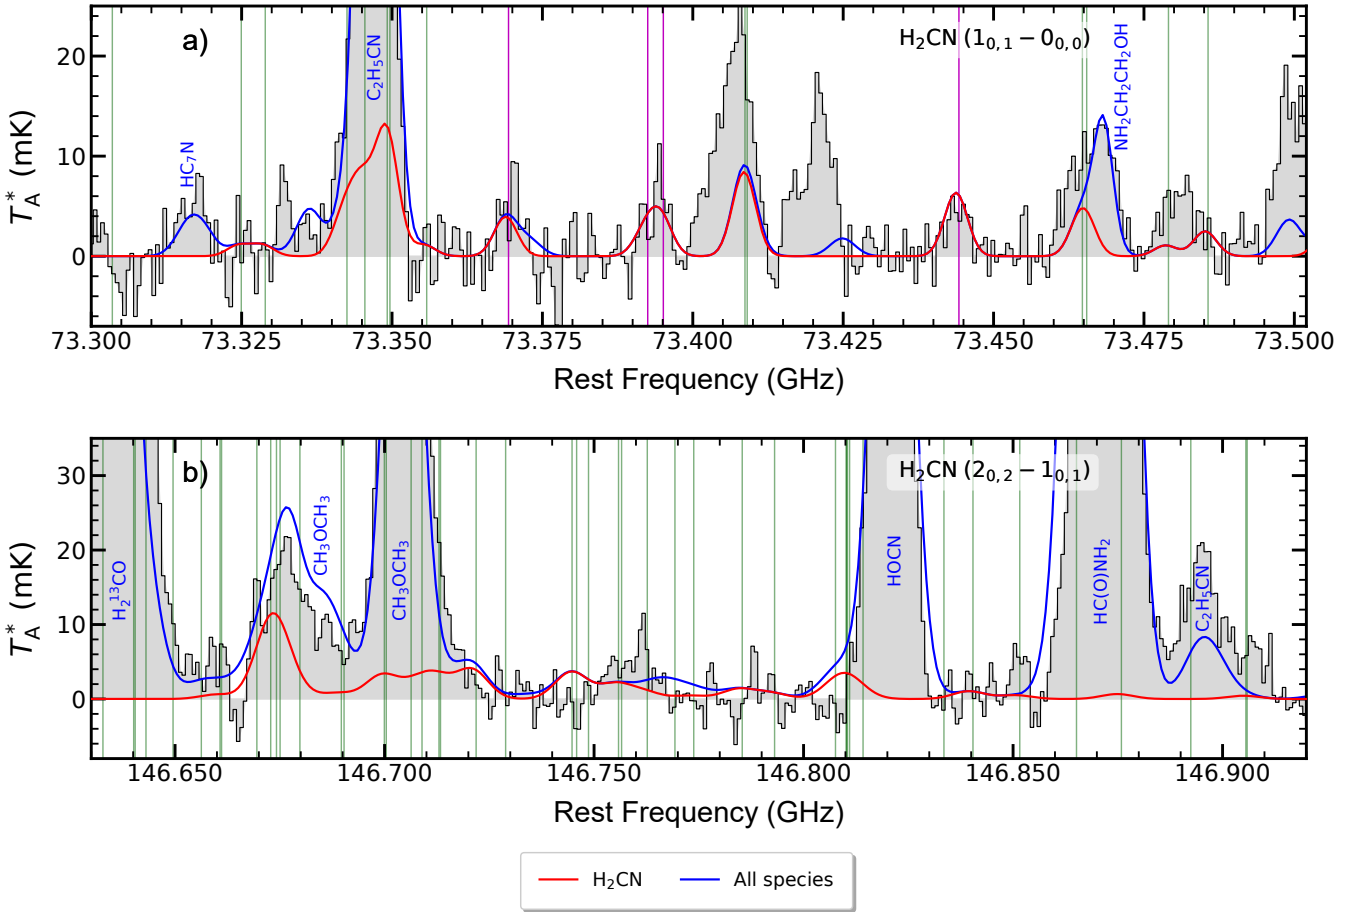 a)
H₂CN (1₀,₁ − 0₀,₀)
HC₇N
C₂H₅CN
NH₂CH₂CH₂OH
20
10
0
T*A (mK)
73.300 73.325 73.350 73.375 73.400 73.425 73.450 73.475 73.500
Rest Frequency (GHz)
b)
H₂CN (2₀,₂ − 1₀,₁)
H₂¹³CO
CH₃OCH₃
CH₃OCH₃
HOCN
HC(O)NH₂
C₂H₅CN
30
20
10
0
T*A (mK)
146.650 146.700 146.750 146.800 146.850 146.900
Rest Frequency (GHz)
H₂CN All species